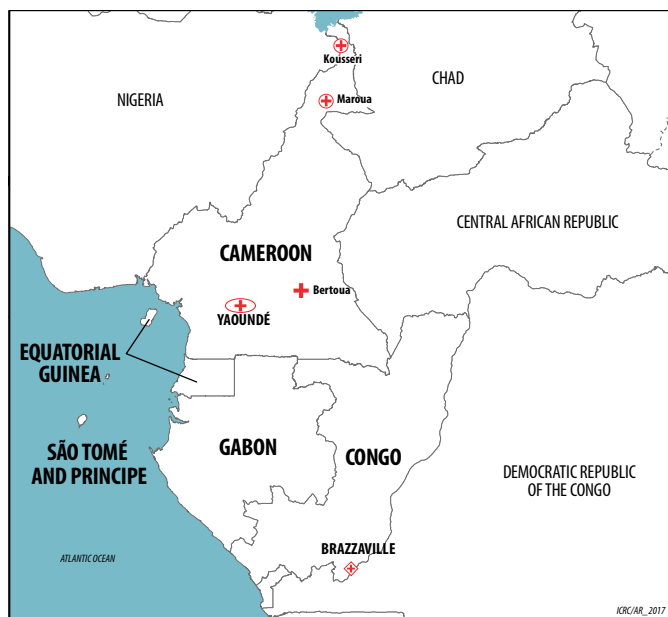 Kousseri
CHAD
Maroua
NIGERIA
CENTRAL AFRICAN REPUBLIC
CAMEROON
Bertoua
YAOUNDÉ
EQUATORIAL
GUINEA
SÃO TOMÉ
AND PRINCIPE
GABON
CONGO
DEMOCRATIC REPUBLIC
OF THE CONGO
BRAZZAVILLE
ATLANTIC OCEAN
ICRC/AR_2017